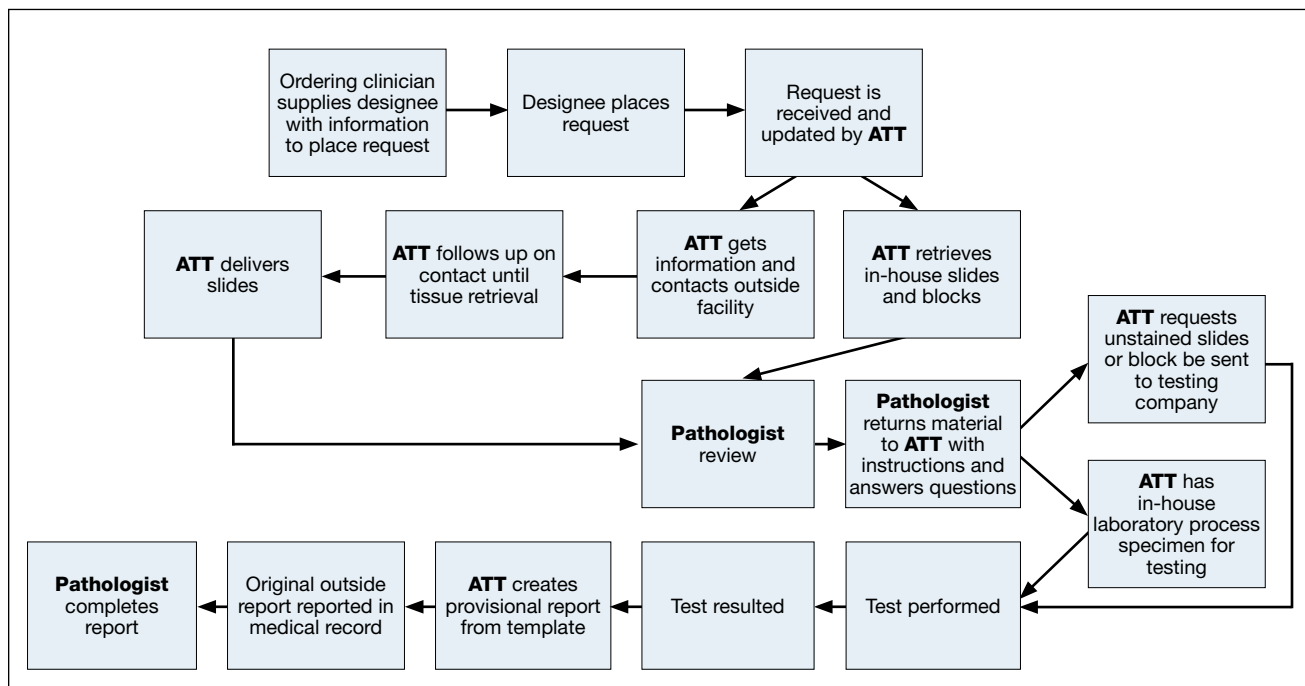 Ordering clinician
supplies designee
with information
to place request
Designee places
request
Request is
received and
updated by ATT
ATT delivers
slides
ATT follows up on
contact until
tissue retrieval
ATT gets
information and
contacts outside
facility
ATT retrieves
in-house slides
and blocks
ATT requests
unstained slides
or block be sent
to testing
company
Pathologist
review
Pathologist
returns material
to ATT with
instructions and
answers questions
ATT has
in-house
laboratory process
specimen for
testing
Pathologist
completes
report
Original outside
report reported in
medical record
ATT creates
provisional report
from template
Test resulted
Test performed